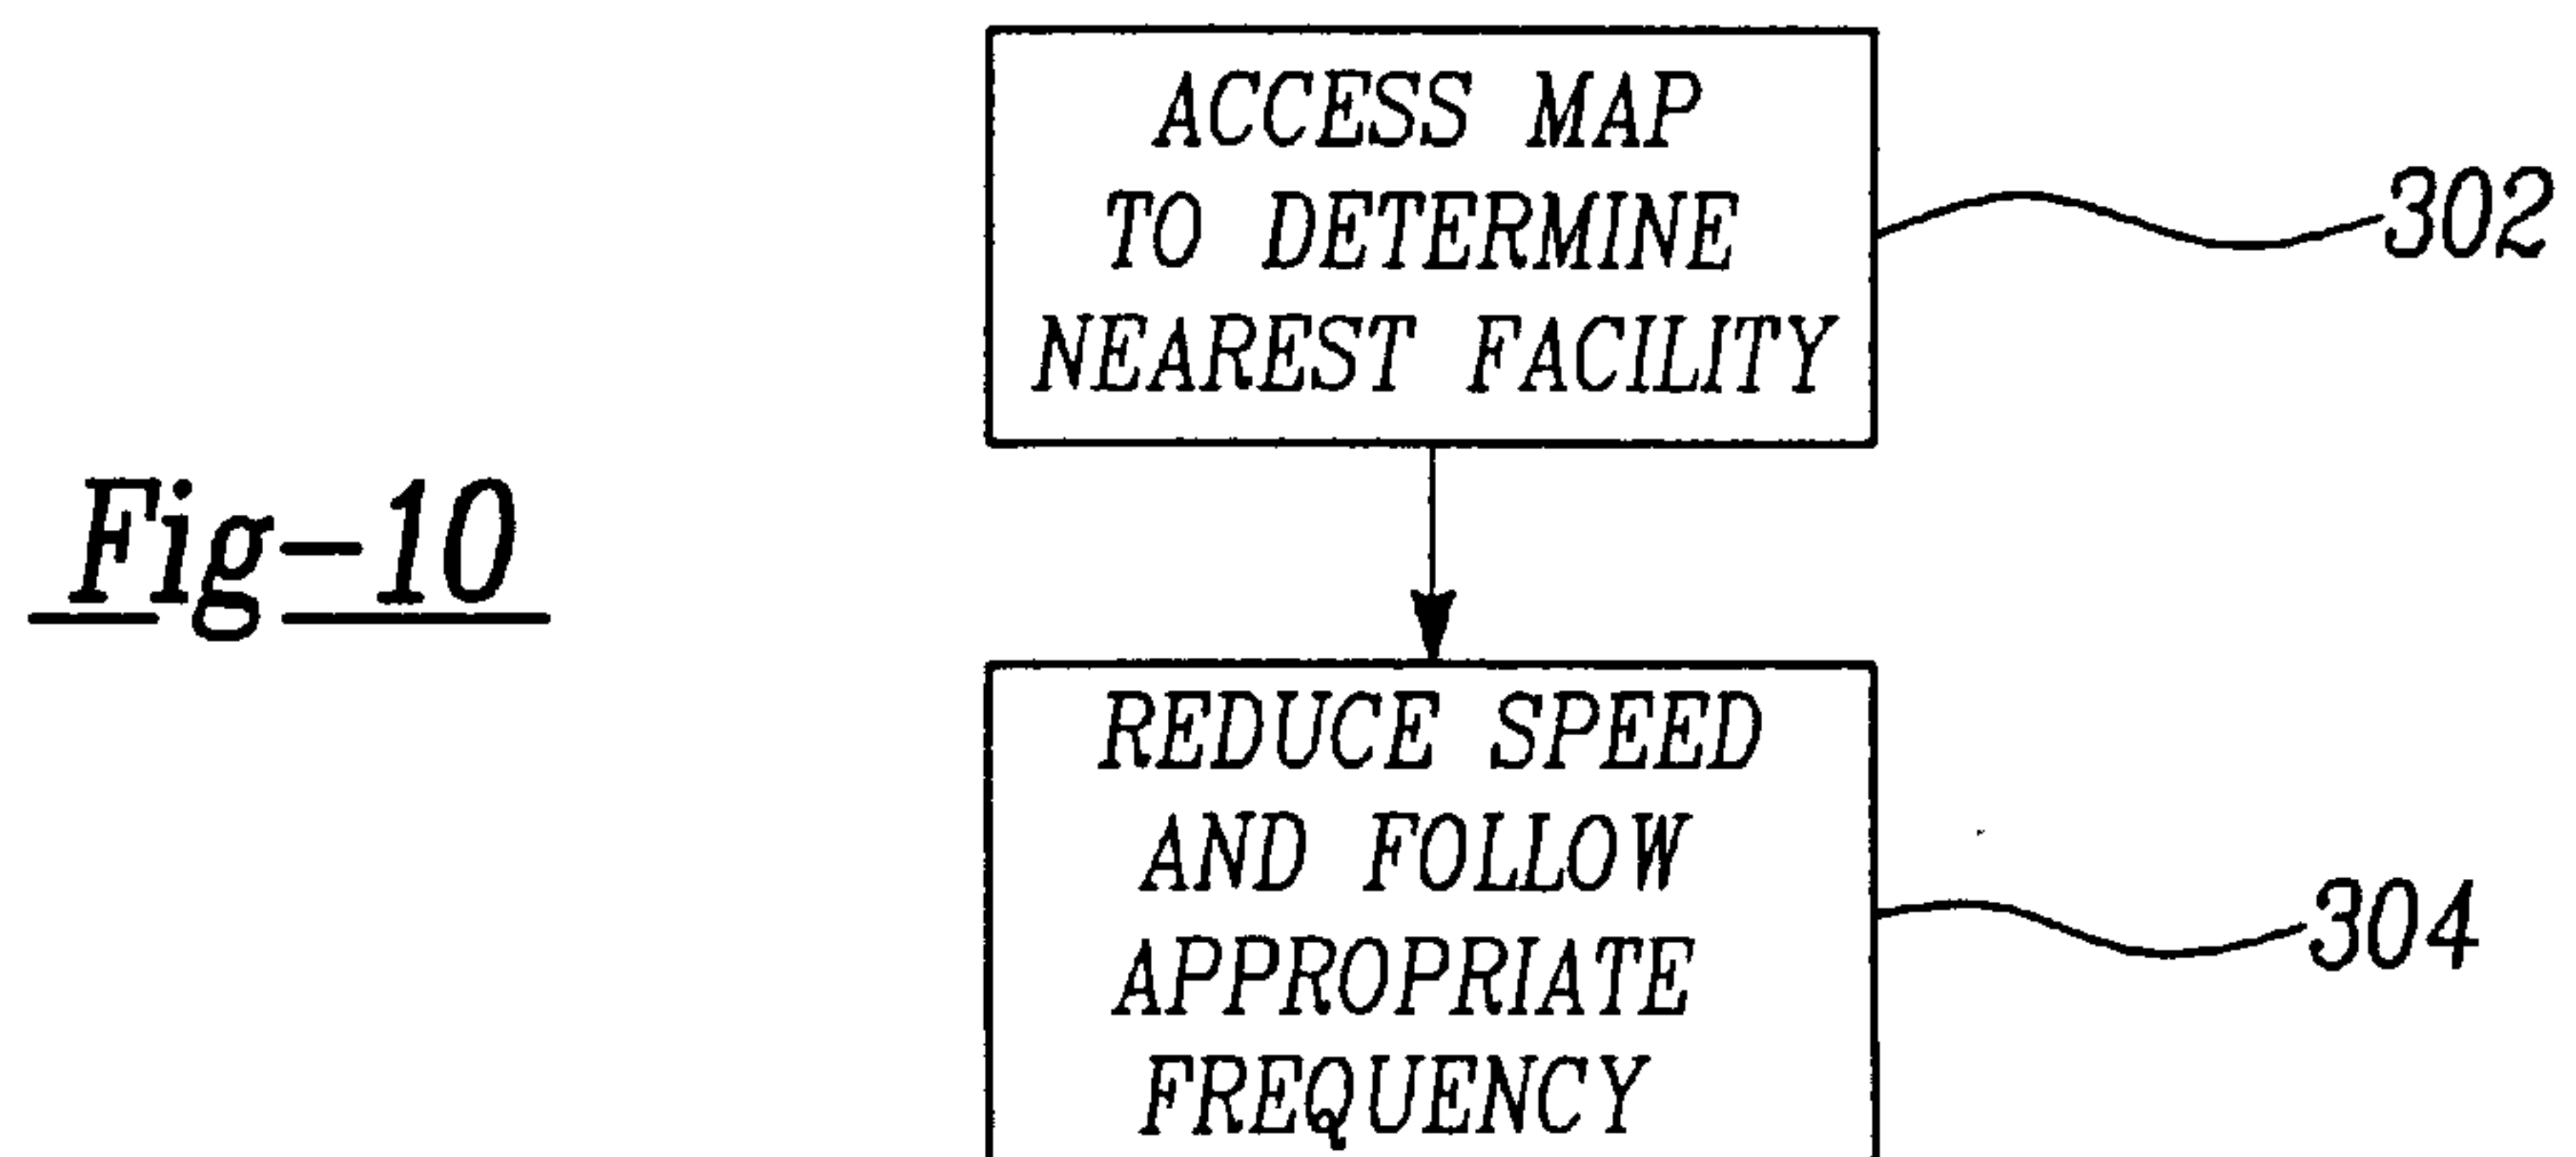 ACCESS MAP
TO DETERMINE
NEAREST FACILITY
302
Fig-10
REDUCE SPEED
AND FOLLOW
APPROPRIATE
FREQUENCY
304